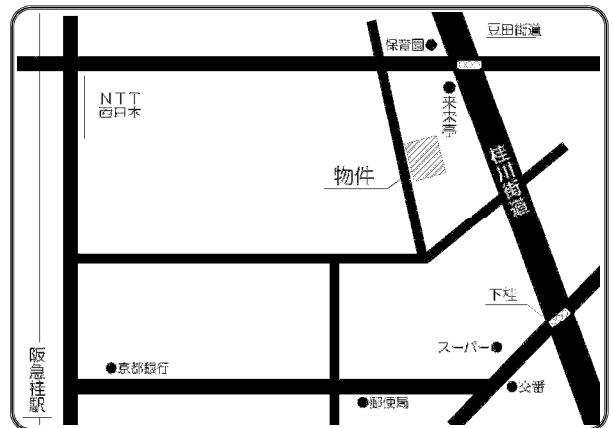 豆田街道
保育園
NTT
西日本
来来亭
物件
桂川街道
下桂
スーパー
阪急桂駅
京都銀行
交番
郵便局